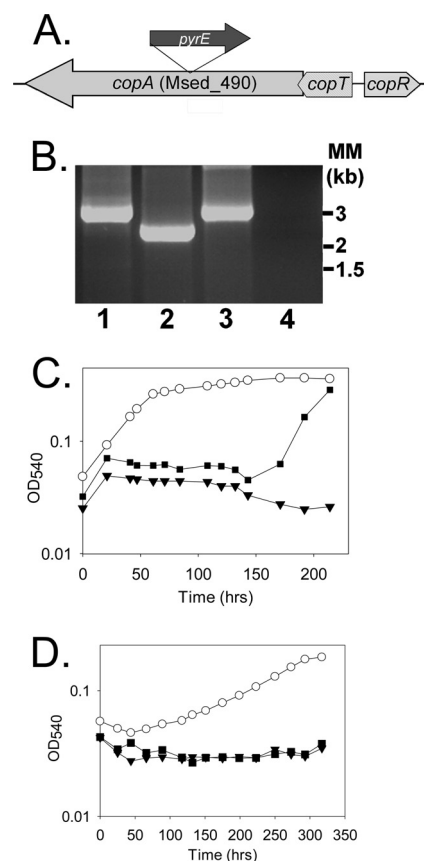 A.
pyrE
copA (Msed_490)
copT
copR
B.
MM
(kb)
3
2
1.5
1 2 3 4
C.
0.1
0.01
OD540
0 50 100 150 200
Time (hrs)
D.
0.1
0.01
OD540
0 50 100 150 200 250 300 350
Time (hrs)